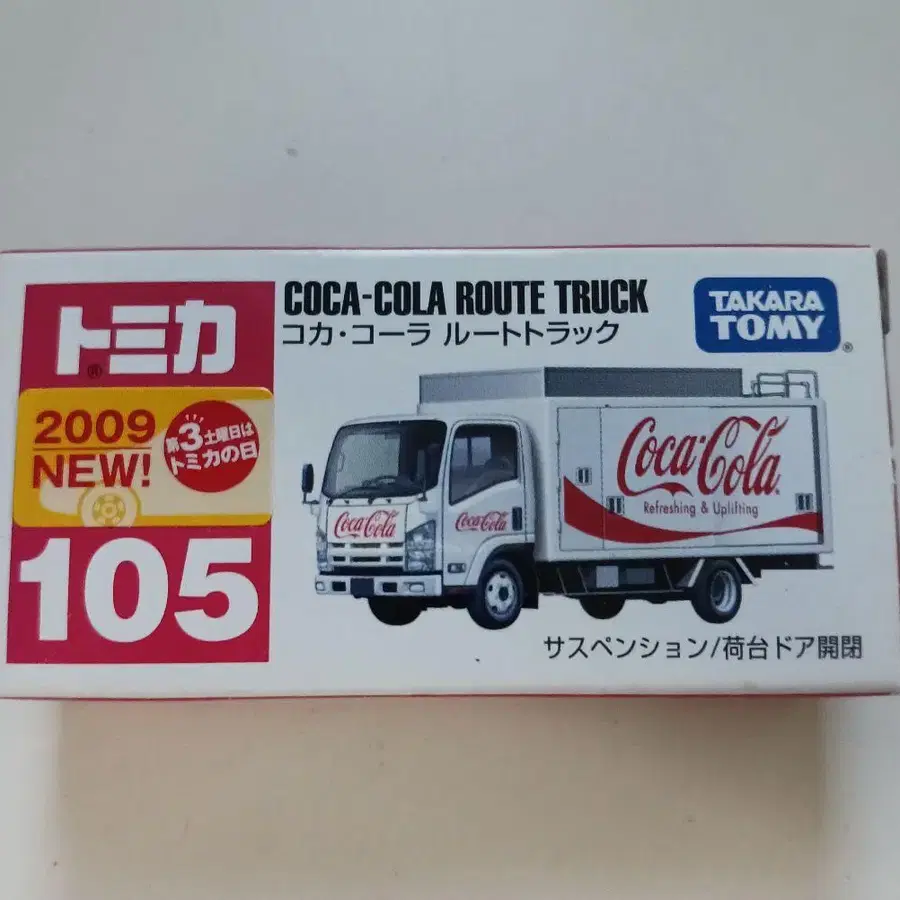 トミカ
®
2009
NEW!
第3土曜日は
トミカの日
105
COCA-COLA ROUTE TRUCK
コカ・コーラ ルートトラック
TAKARA
TOMY
®
Coca-Cola
Coca-Cola
Coca-Cola
Refreshing & Uplifting
サスペンション/荷台ドア開閉